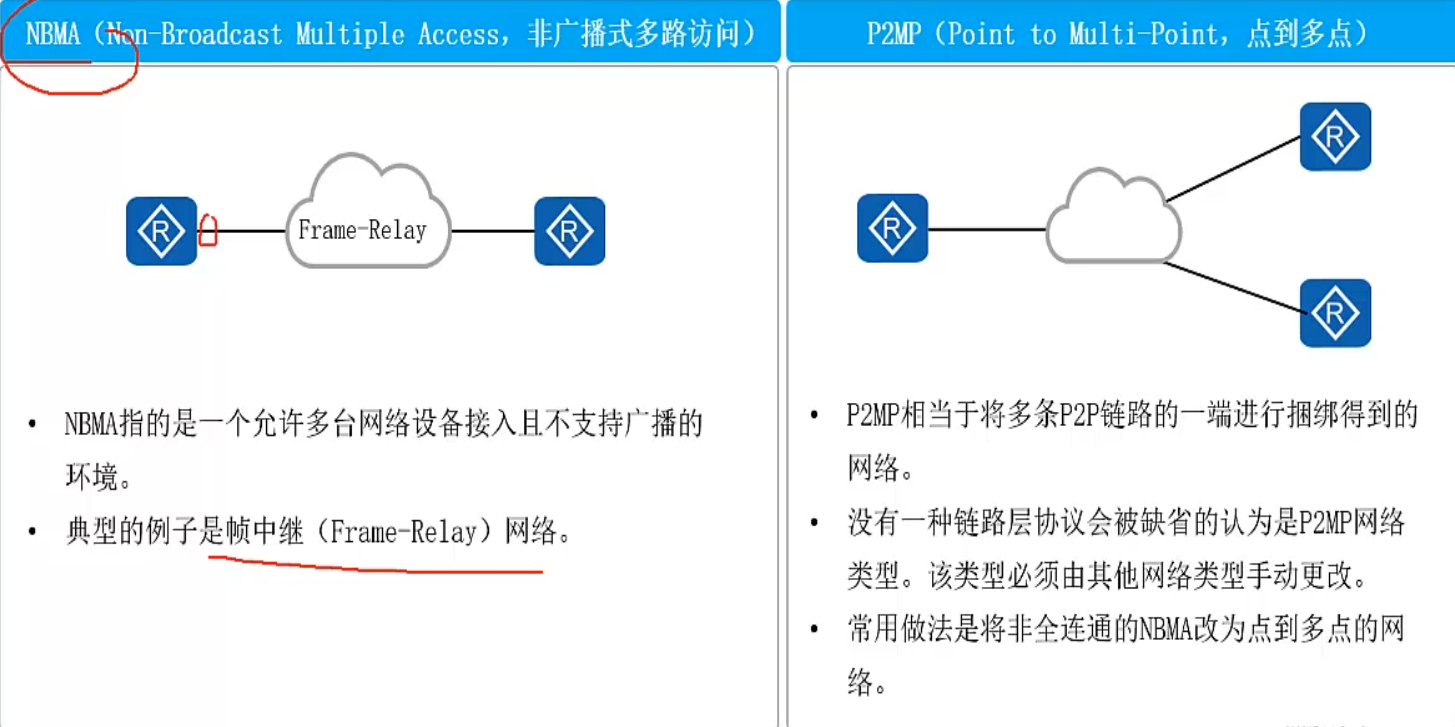 NBMA（Non-Broadcast Multiple Access，非广播式多路访问）
Frame-Relay
R
R
• NBMA指的是一个允许多台网络设备接入且不支持广播的
环境。
• 典型的例子是帧中继（Frame-Relay）网络。
P2MP（Point to Multi-Point，点到多点）
R
R
R
• P2MP相当于将多条P2P链路的一端进行捆绑得到的
网络。
• 没有一种链路层协议会被缺省的认为是P2MP网络
类型。该类型必须由其他网络类型手动更改。
• 常用做法是将非全连通的NBMA改为点到多点的网
络。